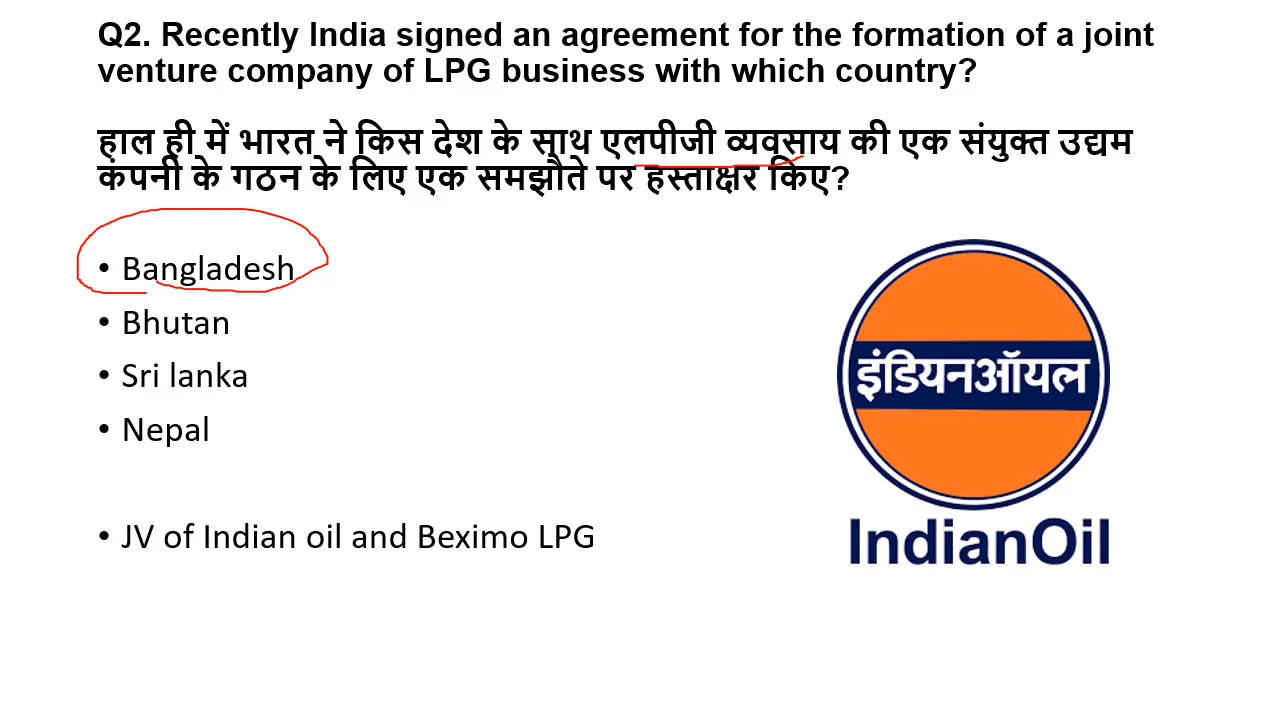 Q2. Recently India signed an agreement for the formation of a joint
venture company of LPG business with which country?
हाल ही में भारत ने किस देश के साथ एलपीजी व्यवसाय की एक संयुक्त उद्यम
कंपनी के गठन के लिए एक समझौते पर हस्ताक्षर किए?
• Bangladesh
• Bhutan
• Sri lanka
• Nepal
• JV of Indian oil and Beximo LPG
इंडियनऑयल
IndianOil